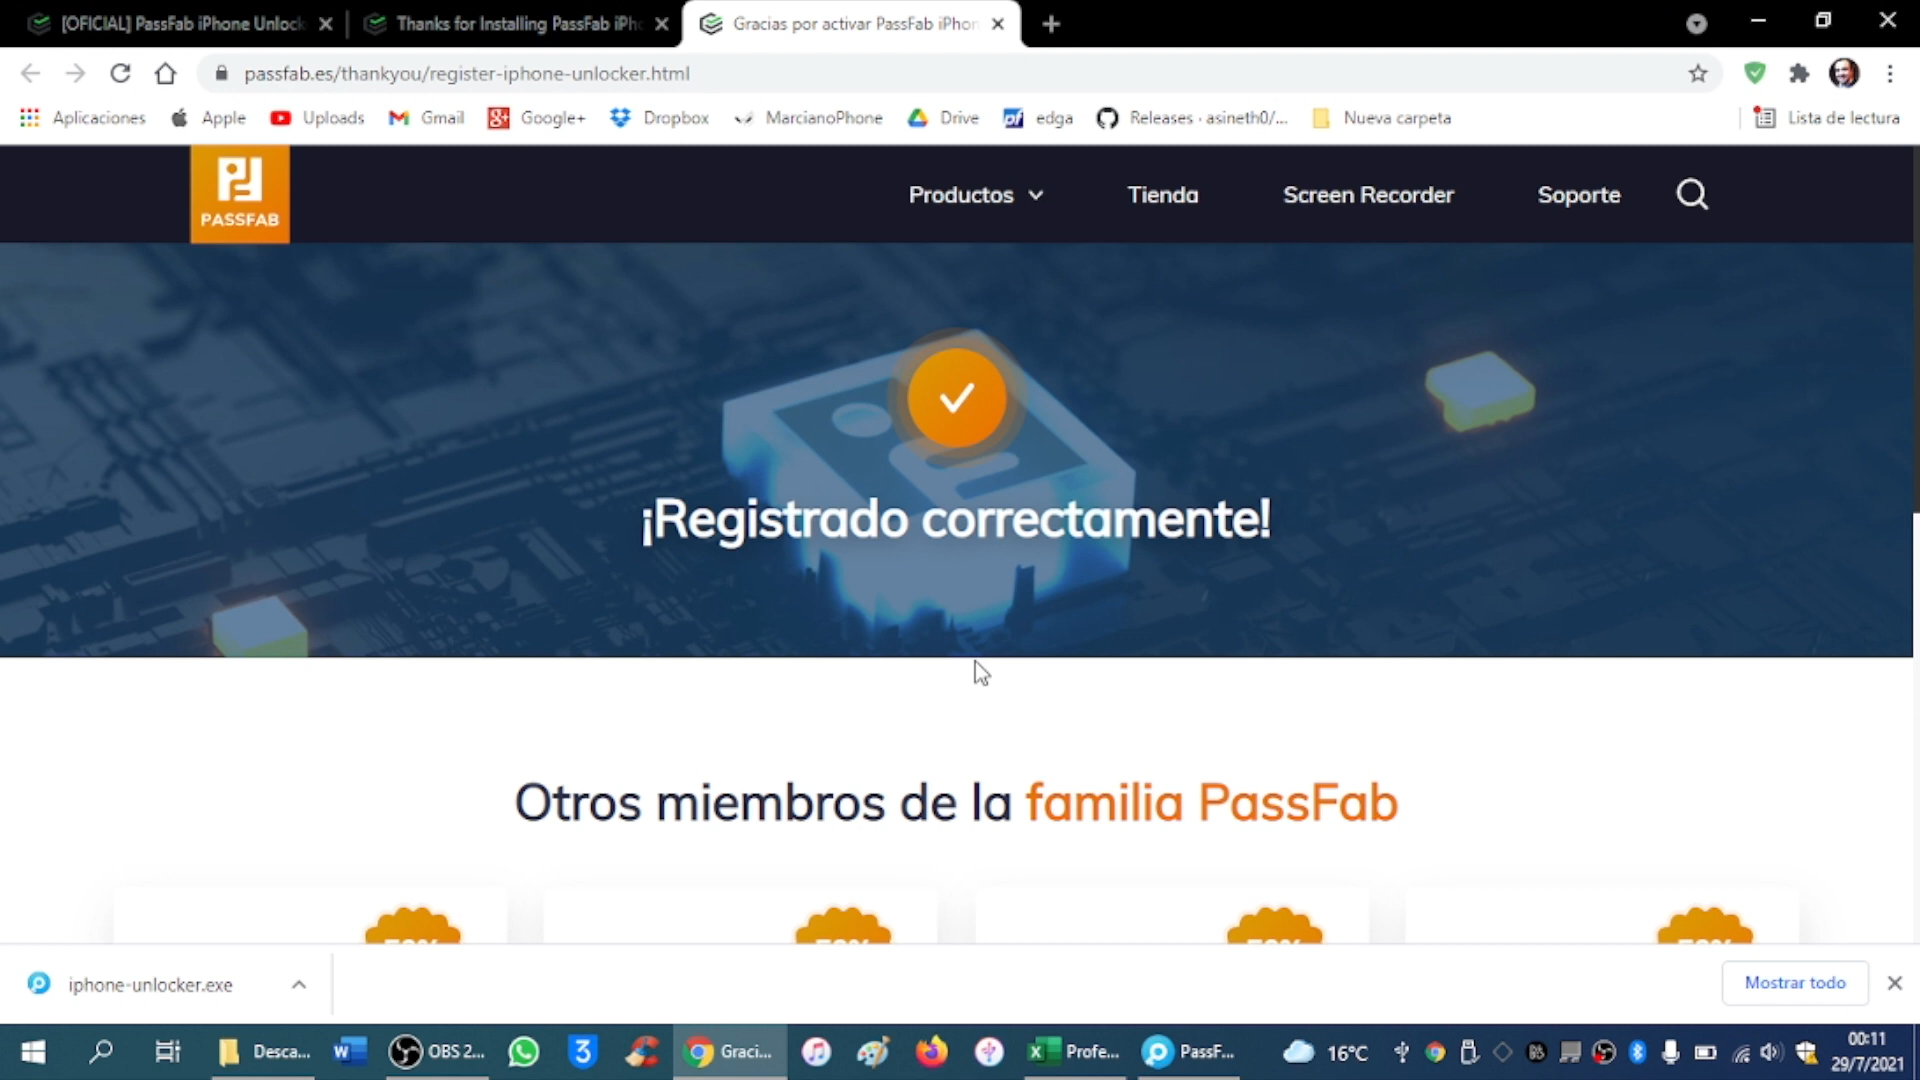 [OFICIAL] PassFab iPhone Unlock
Thanks for Installing PassFab iPh
Gracias por activar PassFab iPhon
passfab.es/thankyou/register-iphone-unlocker.html
Aplicaciones
Apple
Uploads
Gmail
Google+
Dropbox
MarcianoPhone
Drive
edga
Releases · asineth0/...
Nueva carpeta
Lista de lectura
PASSFAB
Productos
Tienda
Screen Recorder
Soporte
¡Registrado correctamente!
Otros miembros de la familia PassFab
iphone-unlocker.exe
Mostrar todo
Desca...
OBS 2...
Graci...
Profe...
PassF...
16°C
00:11
29/7/2021